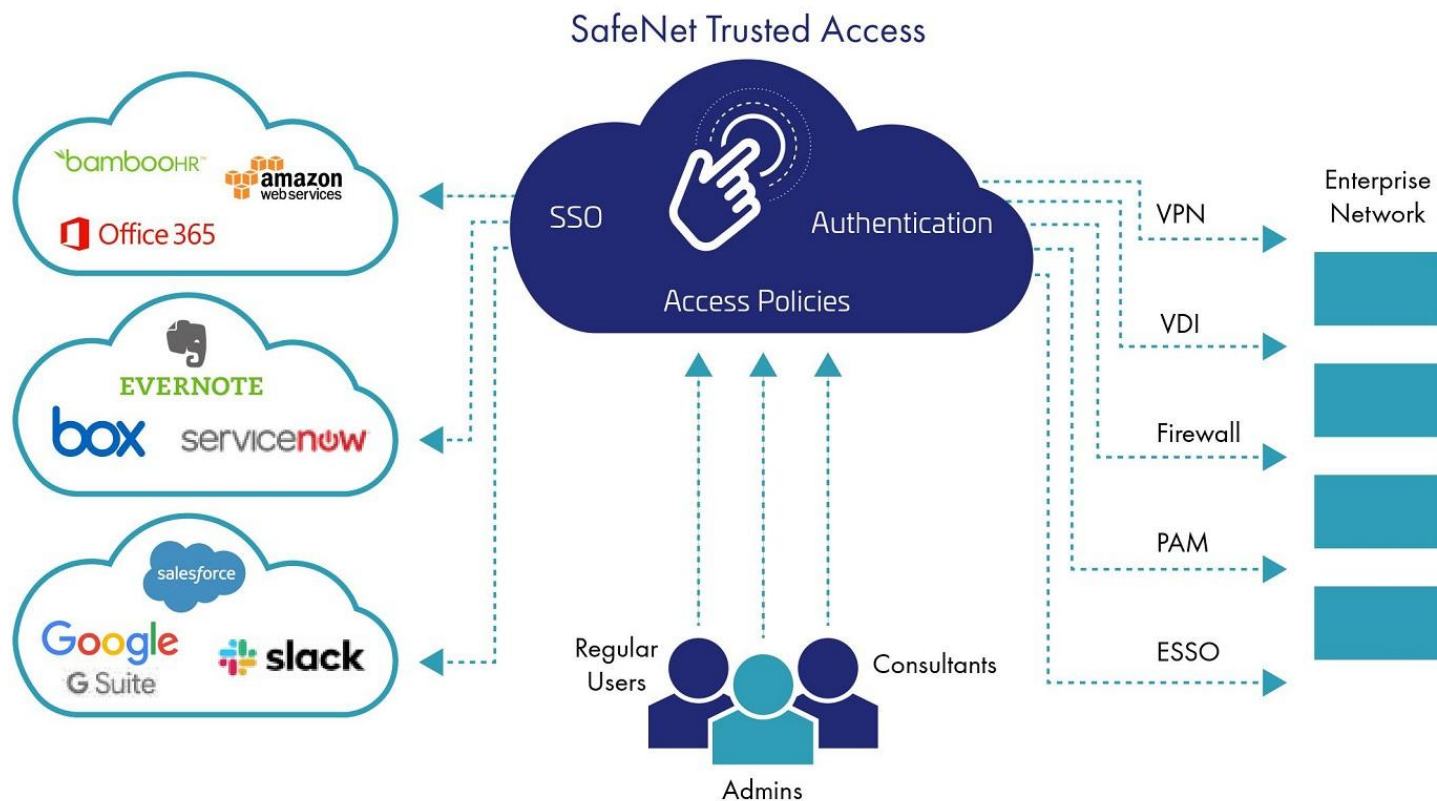 SafeNet Trusted Access
bambooHR™
amazon
web services
Office 365
EVERNOTE
box
servicenow
salesforce
Google
G Suite
slack
SSO
Authentication
Access Policies
Regular
Users
Consultants
Admins
VPN
VDI
Firewall
PAM
ESSO
Enterprise
Network